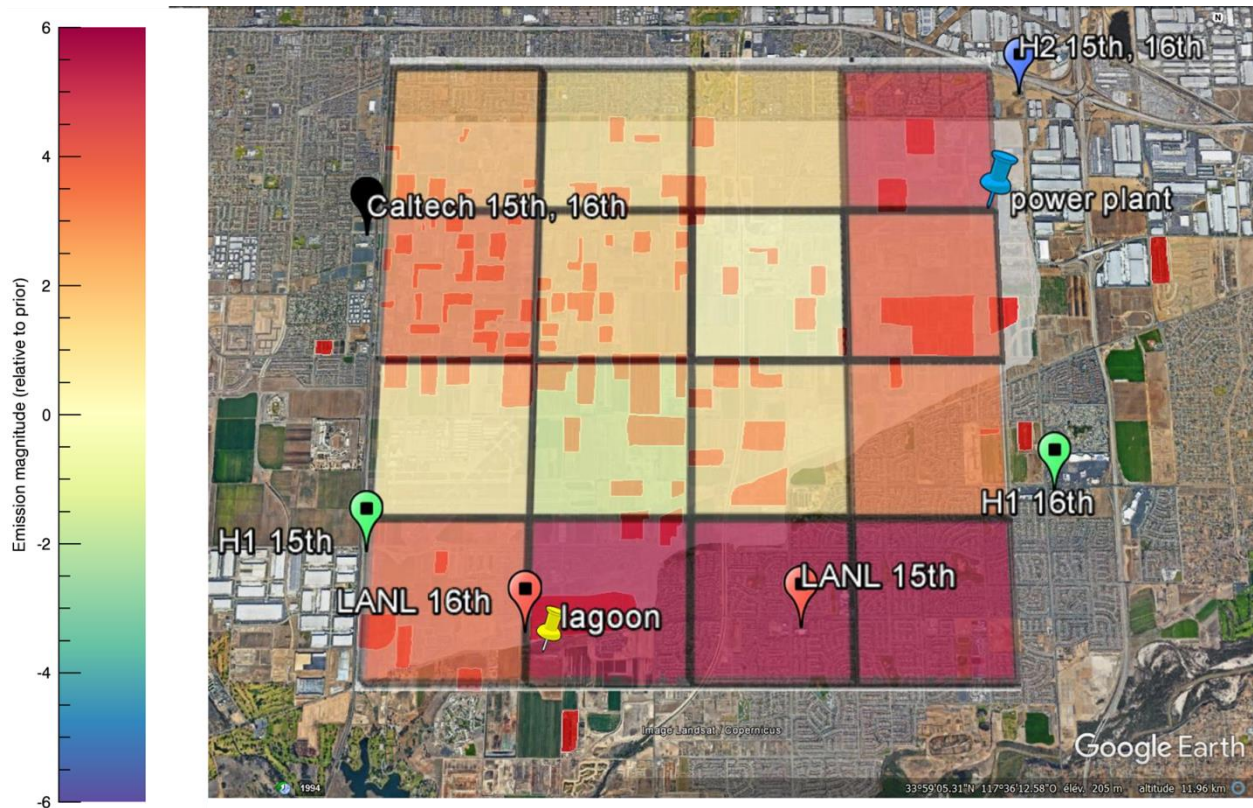 6
4
2
0
-2
-4
-6
Emission magnitude (relative to prior)
N
H2 15th, 16th
Caltech 15th, 16th
power plant
H1 15th
H1 16th
LANL 16th
LANL 15th
lagoon
Image Landsat / Copernicus
Google Earth
1994
33°59'05.31"N 117°36'12.58"O élév. 205 m altitude 11.96 km